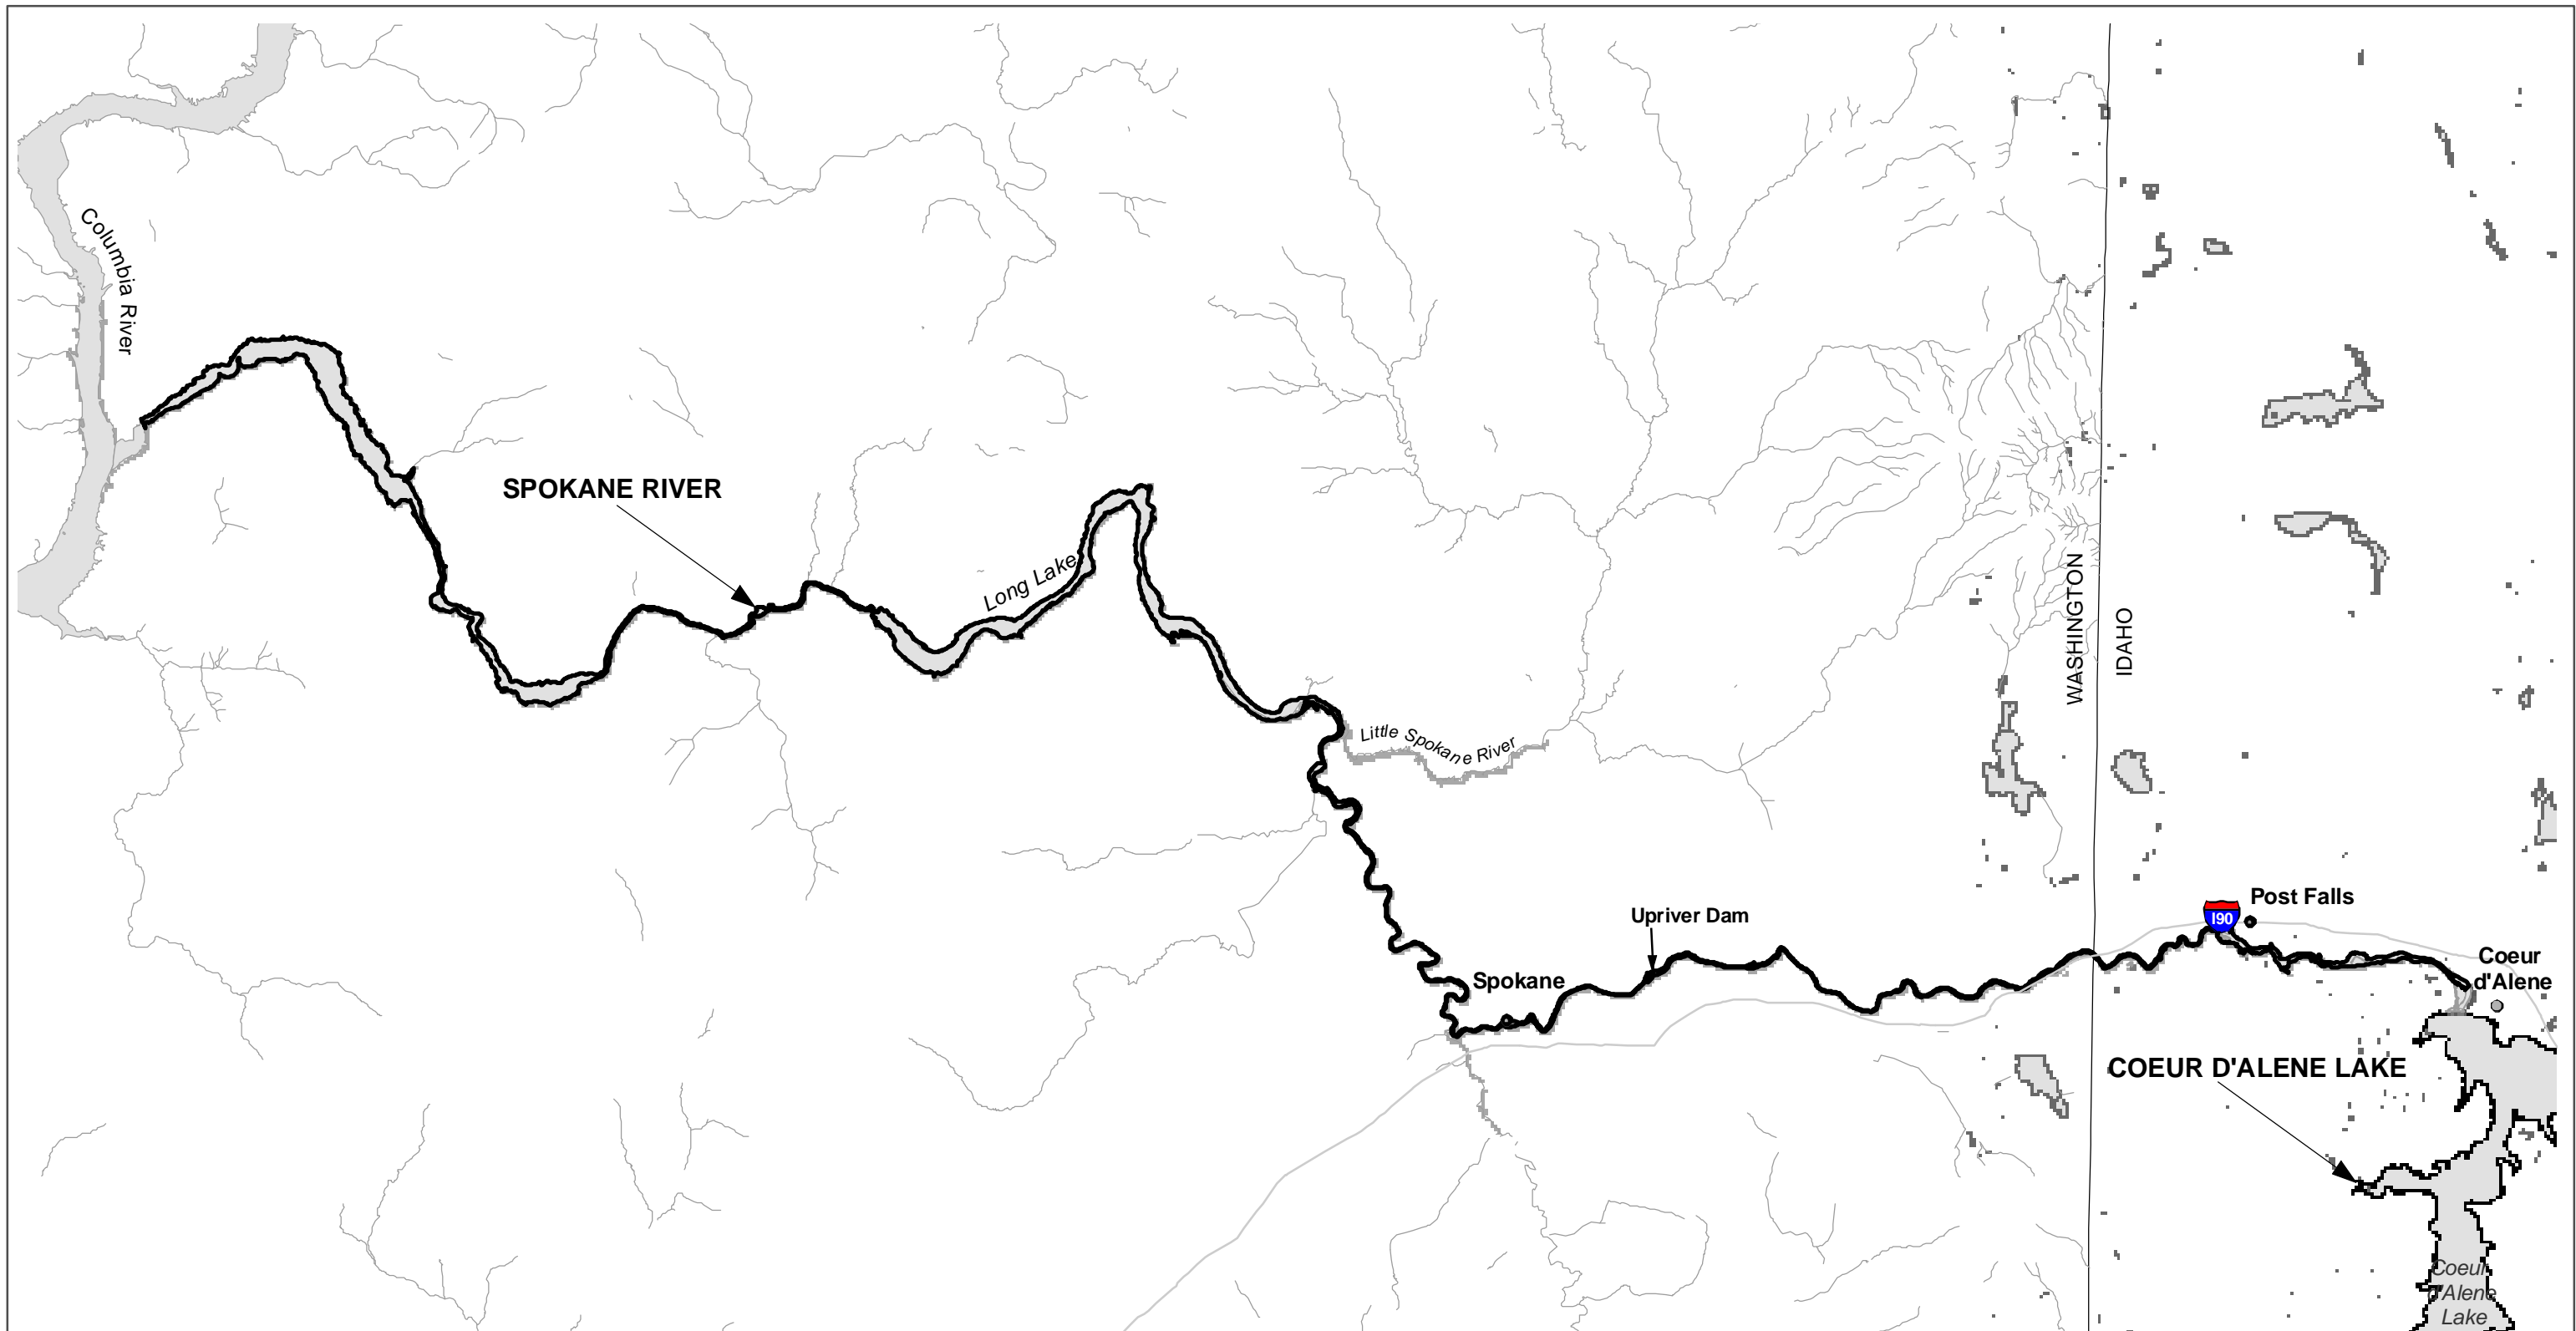 Columbia River
SPOKANE RIVER
Long Lake
Little Spokane River
WASHINGTON
IDAHO
Upriver Dam
I90
Post Falls
Spokane
Coeur
d'Alene
COEUR D'ALENE LAKE
Coeur
d'Alene
Lake